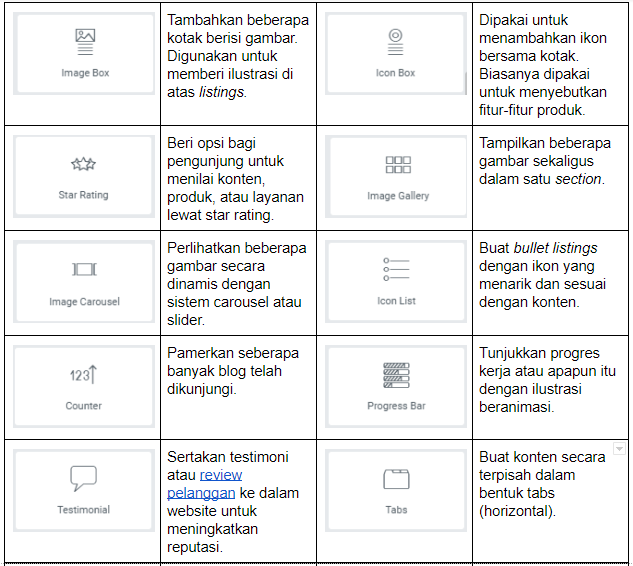 Image Box
Tambahkan beberapa
kotak berisi gambar.
Digunakan untuk
memberi ilustrasi di
atas listings.
Icon Box
Dipakai untuk
menambahkan ikon
bersama kotak.
Biasanya dipakai
untuk menyebutkan
fitur-fitur produk.
Star Rating
Beri opsi bagi
pengunjung untuk
menilai konten,
produk, atau layanan
lewat star rating.
Image Gallery
Tampilkan beberapa
gambar sekaligus
dalam satu section.
Image Carousel
Perlihatkan beberapa
gambar secara
dinamis dengan
sistem carousel atau
slider.
Icon List
Buat bullet listings
dengan ikon yang
menarik dan sesuai
dengan konten.
123
Counter
Pamerkan seberapa
banyak blog telah
dikunjungi.
Progress Bar
Tunjukkan progres
kerja atau apapun itu
dengan ilustrasi
beranimasi.
Testimonial
Sertakan testimoni
atau review
pelanggan ke dalam
website untuk
meningkatkan
reputasi.
Tabs
Buat konten secara
terpisah dalam
bentuk tabs
(horizontal).